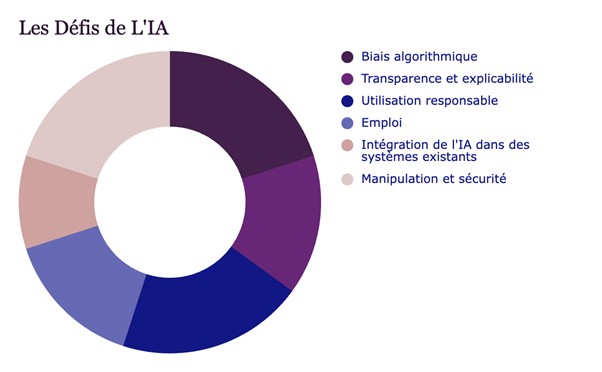 Les Défis de L'IA
Biais algorithmique
Transparence et explicabilité
Utilisation responsable
Emploi
Intégration de l'IA dans des
systèmes existants
Manipulation et sécurité